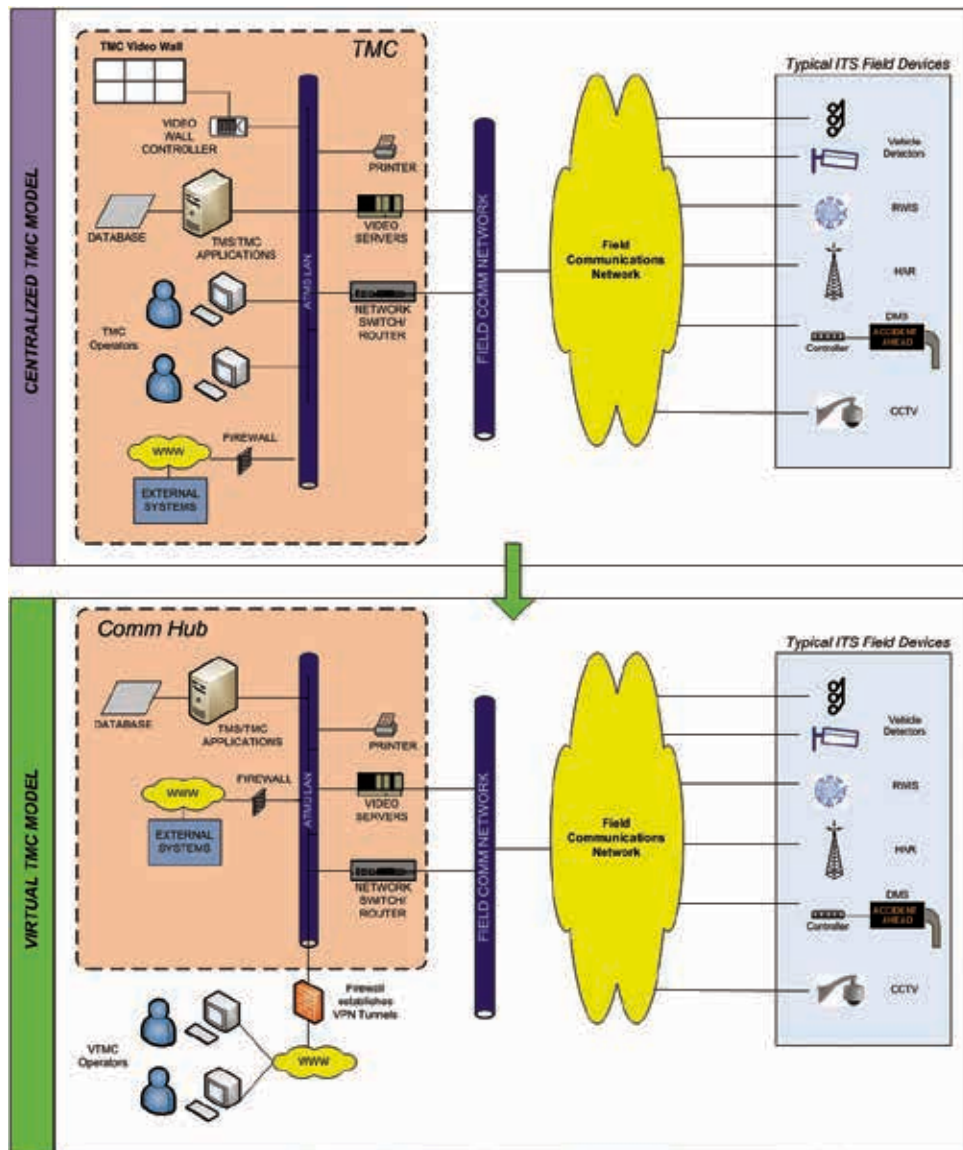 CENTRALIZED TMC MODEL
TMC
TMC Video Wall
VIDEO
WALL
CONTROLLER
PRINTER
DATABASE
TMS/TMC
APPLICATIONS
VIDEO
SERVERS
ATMS LAN
TMC
Operators
NETWORK
SWITCH/
ROUTER
FIREWALL
WWW
EXTERNAL
SYSTEMS
FIELD COMM NETWORK
Field
Communications
Network
Typical ITS Field Devices
Vehicle
Detectors
RWIS
HAR
DMS
Controller
ACCIDENT
AHEAD
CCTV
VIRTUAL TMC MODEL
Comm Hub
DATABASE
TMS/TMC
APPLICATIONS
PRINTER
FIREWALL
WWW
EXTERNAL
SYSTEMS
ATMS LAN
VIDEO
SERVERS
NETWORK
SWITCH/
ROUTER
Firewall
establishes
VPN Tunnels
VTMC
Operators
WWW
FIELD COMM NETWORK
Field
Communications
Network
Typical ITS Field Devices
Vehicle
Detectors
RWIS
HAR
DMS
Controller
ACCIDENT
AHEAD
CCTV